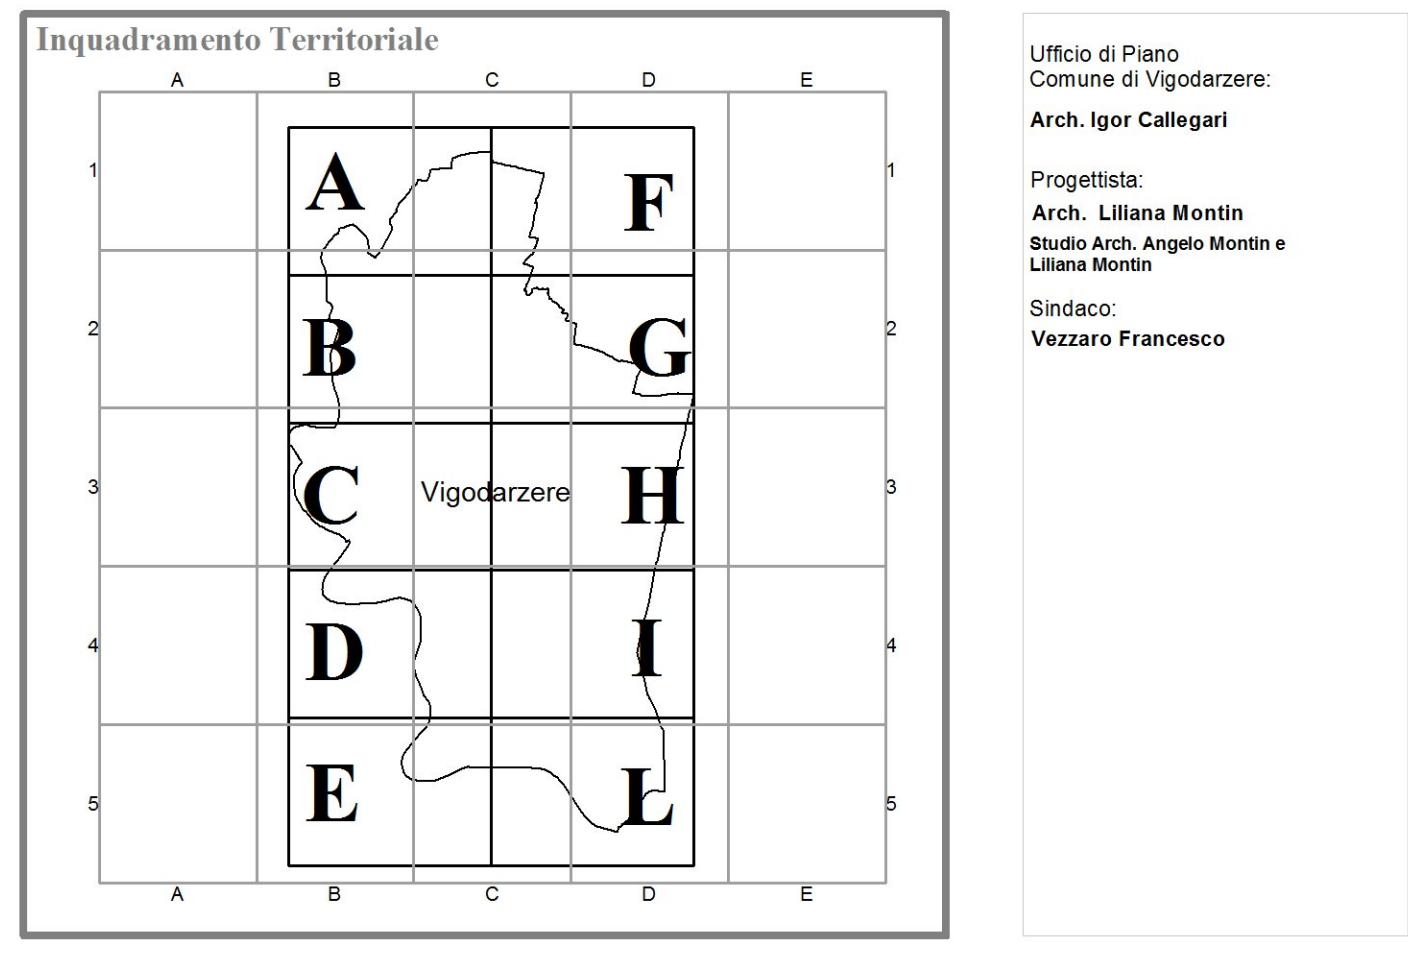 Inquadramento Territoriale
A B C D E
1 A F 1
2 B G 2
3 C Vigodarzere H 3
4 D I 4
5 E L 5
A B C D E
Ufficio di Piano
Comune di Vigodarzere:
Arch. Igor Callegari
Progettista:
Arch. Liliana Montin
Studio Arch. Angelo Montin e
Liliana Montin
Sindaco:
Vezzaro Francesco